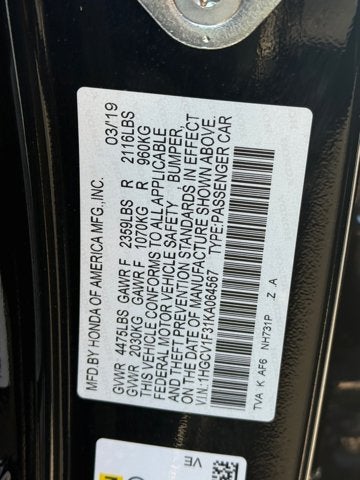 MFD BY HONDA OF AMERICA MFG.,INC. 03/19
GVWR 4475LBS GAWR F 2359LBS R 2116LBS
GVWR 2030KG GAWR F 1070KG R 960KG
THIS VEHICLE CONFORMS TO ALL APPLICABLE
FEDERAL MOTOR VEHICLE SAFETY , BUMPER,
AND THEFT PREVENTION STANDARDS IN EFFECT
ON THE DATE OF MANUFACTURE SHOWN ABOVE.
V.I.N.:1HGCV1F31KA064567 TYPE:PASSENGER CAR
TVA K AF6 NH731P Z .A
VE